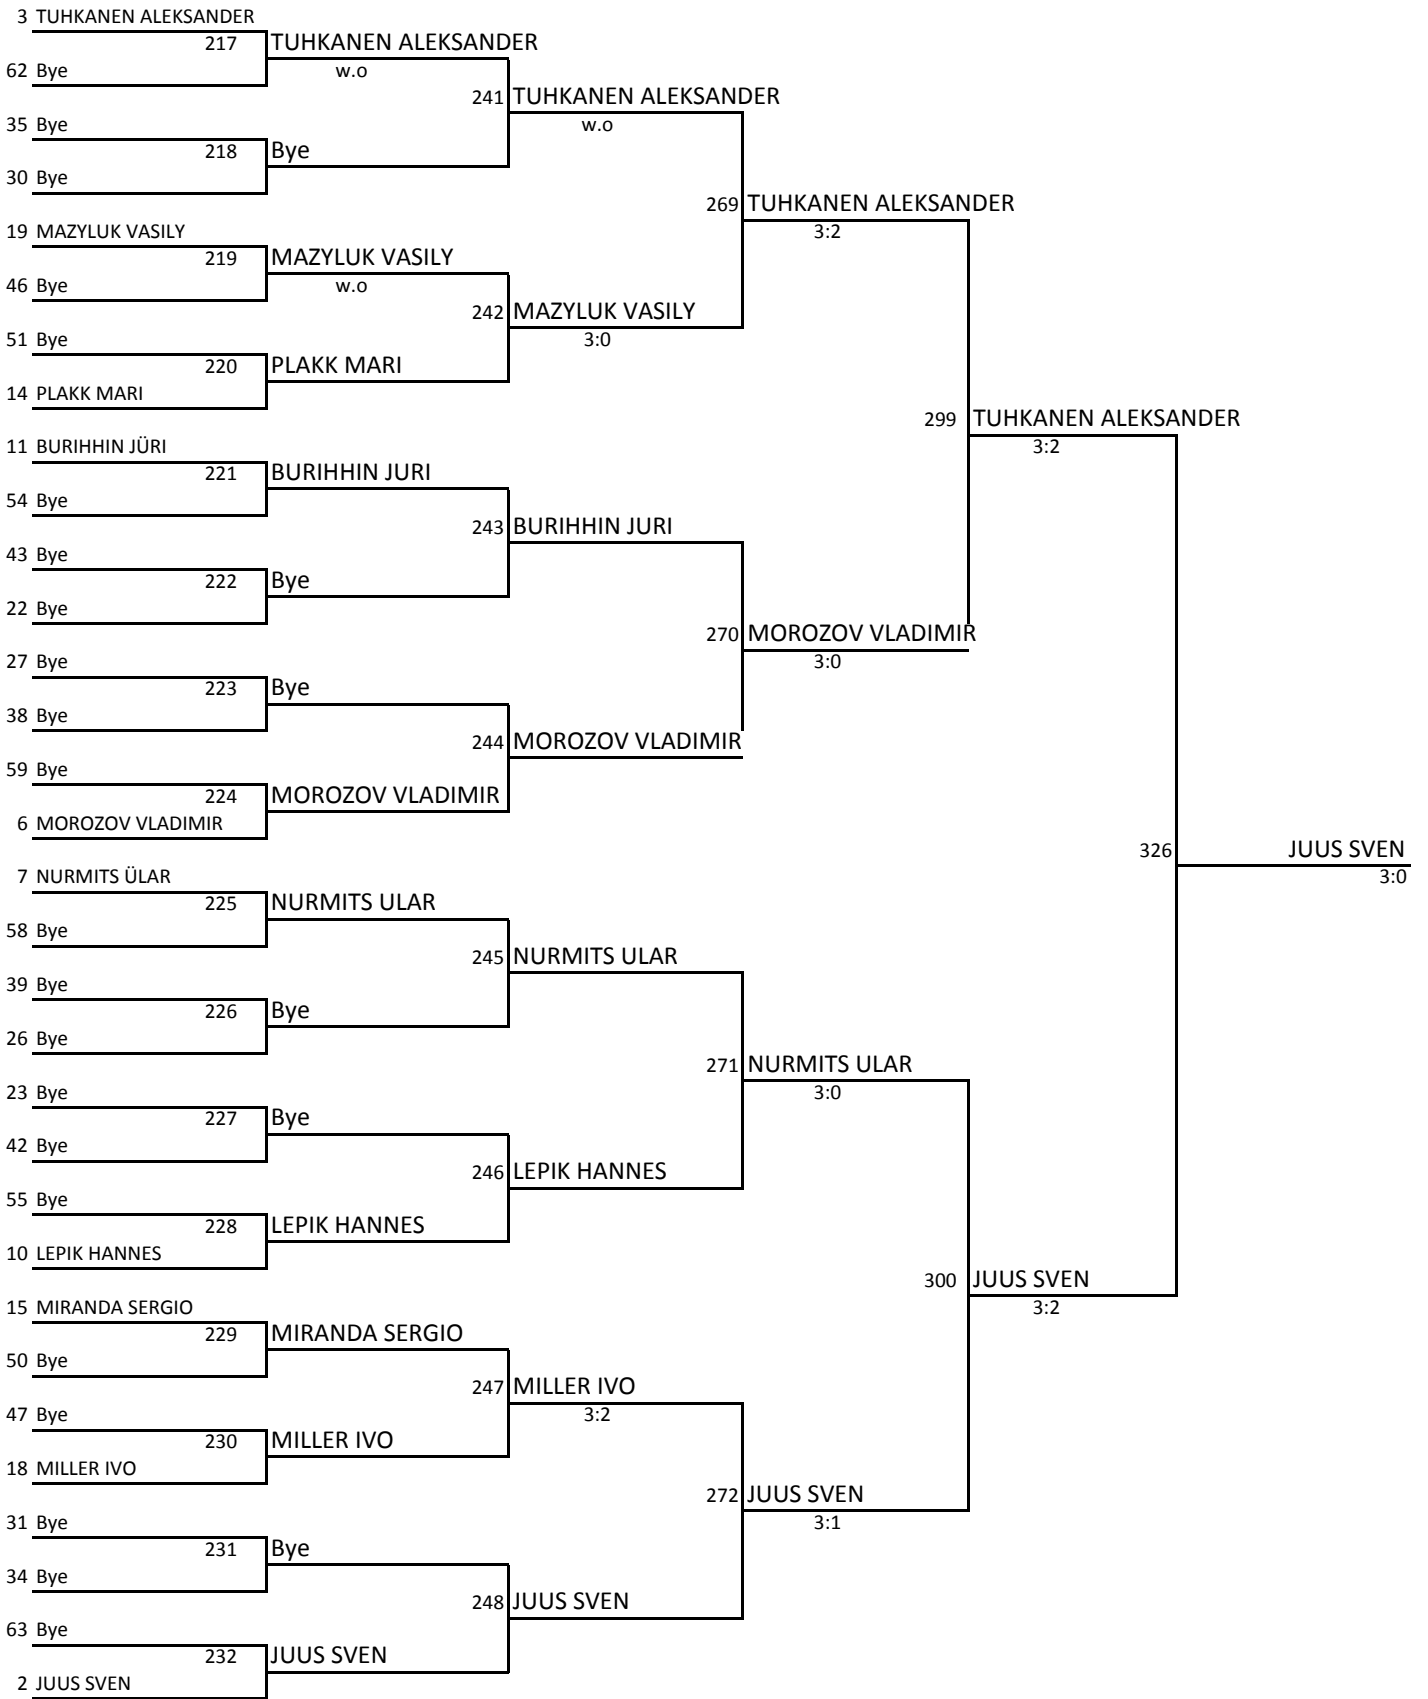 3 TUHKANEN ALEKSANDER
217 TUHKANEN ALEKSANDER
62 Bye w.o
241 TUHKANEN ALEKSANDER
35 Bye w.o
218 Bye
30 Bye
269 TUHKANEN ALEKSANDER
19 MAZYLUK VASILY 3:2
219 MAZYLUK VASILY
46 Bye w.o
242 MAZYLUK VASILY
51 Bye 3:0
220 PLAKK MARI
14 PLAKK MARI
299 TUHKANEN ALEKSANDER
11 BURIHHIN JÜRI 3:2
221 BURIHHIN JURI
54 Bye
243 BURIHHIN JURI
43 Bye
222 Bye
22 Bye
270 MOROZOV VLADIMIR
27 Bye 3:0
223 Bye
38 Bye
244 MOROZOV VLADIMIR
59 Bye
224 MOROZOV VLADIMIR
6 MOROZOV VLADIMIR
326 JUUS SVEN
7 NURMITS ÜLAR 3:0
225 NURMITS ULAR
58 Bye
245 NURMITS ULAR
39 Bye
226 Bye
26 Bye
271 NURMITS ULAR
23 Bye 3:0
227 Bye
42 Bye
246 LEPIK HANNES
55 Bye
228 LEPIK HANNES
10 LEPIK HANNES
300 JUUS SVEN
15 MIRANDA SERGIO 3:2
229 MIRANDA SERGIO
50 Bye
247 MILLER IVO
47 Bye 3:2
230 MILLER IVO
18 MILLER IVO
272 JUUS SVEN
31 Bye 3:1
231 Bye
34 Bye
248 JUUS SVEN
63 Bye
232 JUUS SVEN
2 JUUS SVEN